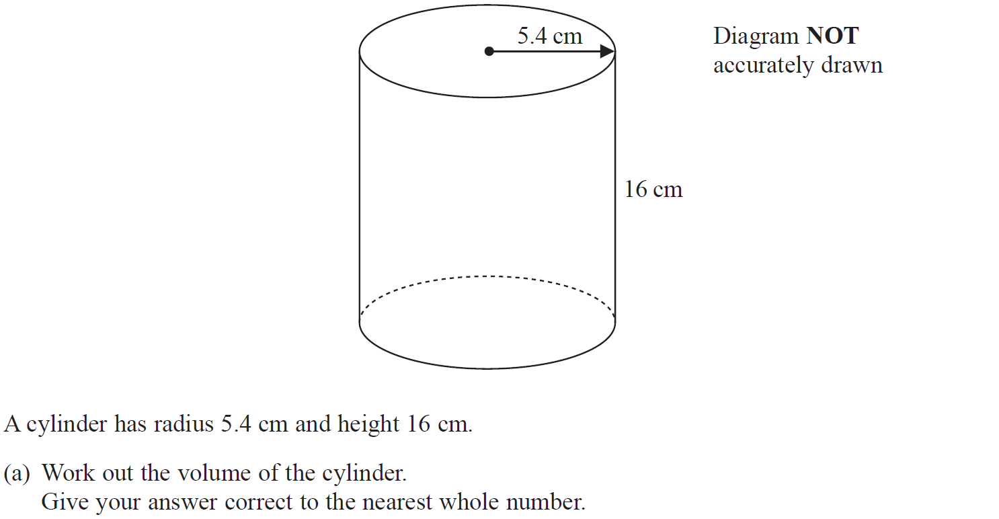 5.4 cm
Diagram NOT
accurately drawn
16 cm
A cylinder has radius 5.4 cm and height 16 cm.
(a) Work out the volume of the cylinder.
Give your answer correct to the nearest whole number.